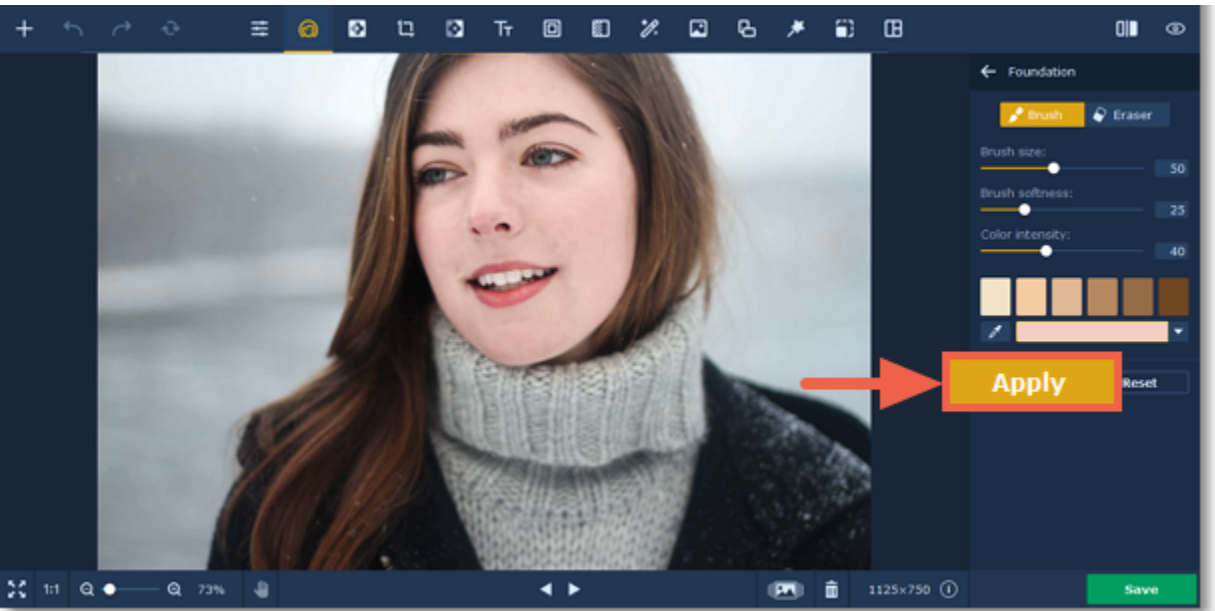 Foundation
Brush Eraser
Brush size:
50
Brush softness:
25
Color intensity:
40
Apply Reset
1:1 73% 1125×750 Save